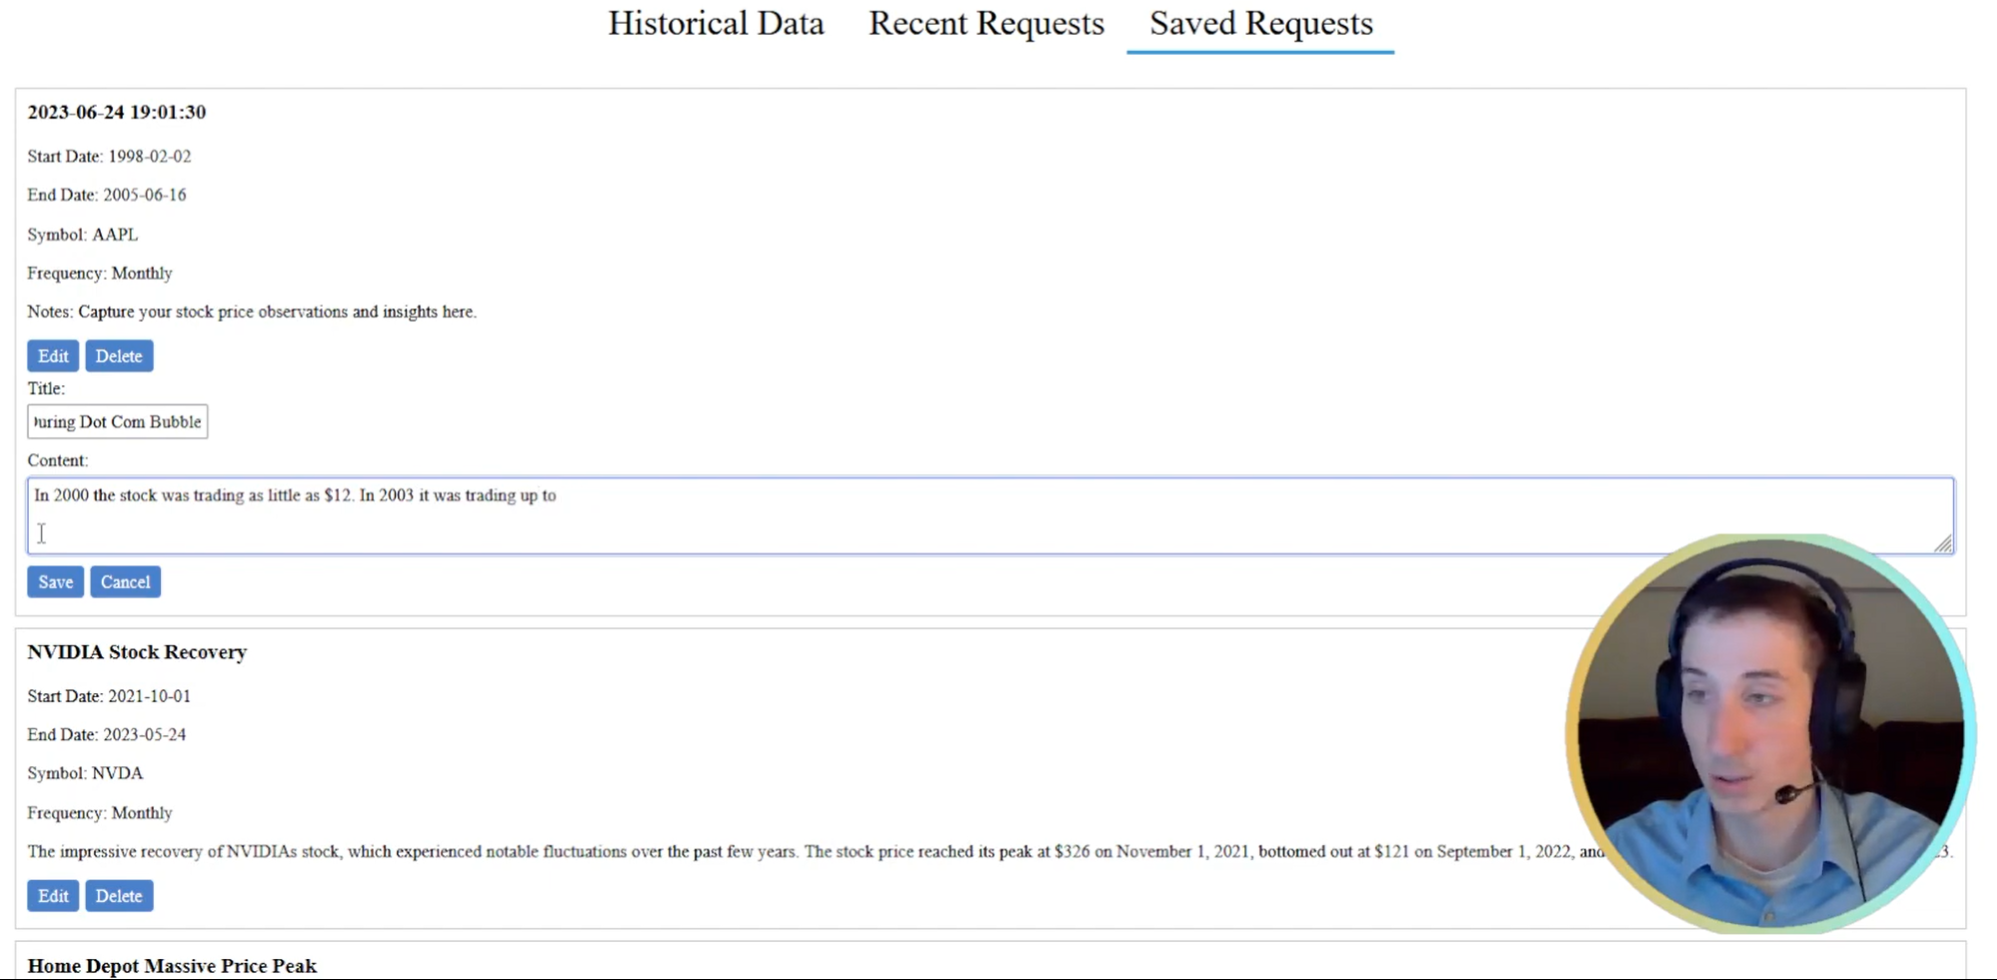 Historical Data Recent Requests Saved Requests
2023-06-24 19:01:30
Start Date: 1998-02-02
End Date: 2005-06-16
Symbol: AAPL
Frequency: Monthly
Notes: Capture your stock price observations and insights here.
Edit Delete
Title:
uring Dot Com Bubble
Content:
In 2000 the stock was trading as little as $12. In 2003 it was trading up to
Save Cancel
NVIDIA Stock Recovery
Start Date: 2021-10-01
End Date: 2023-05-24
Symbol: NVDA
Frequency: Monthly
The impressive recovery of NVIDIAs stock, which experienced notable fluctuations over the past few years. The stock price reached its peak at $326 on November 1, 2021, bottomed out at $121 on September 1, 2022, and 3.
Edit Delete
Home Depot Massive Price Peak